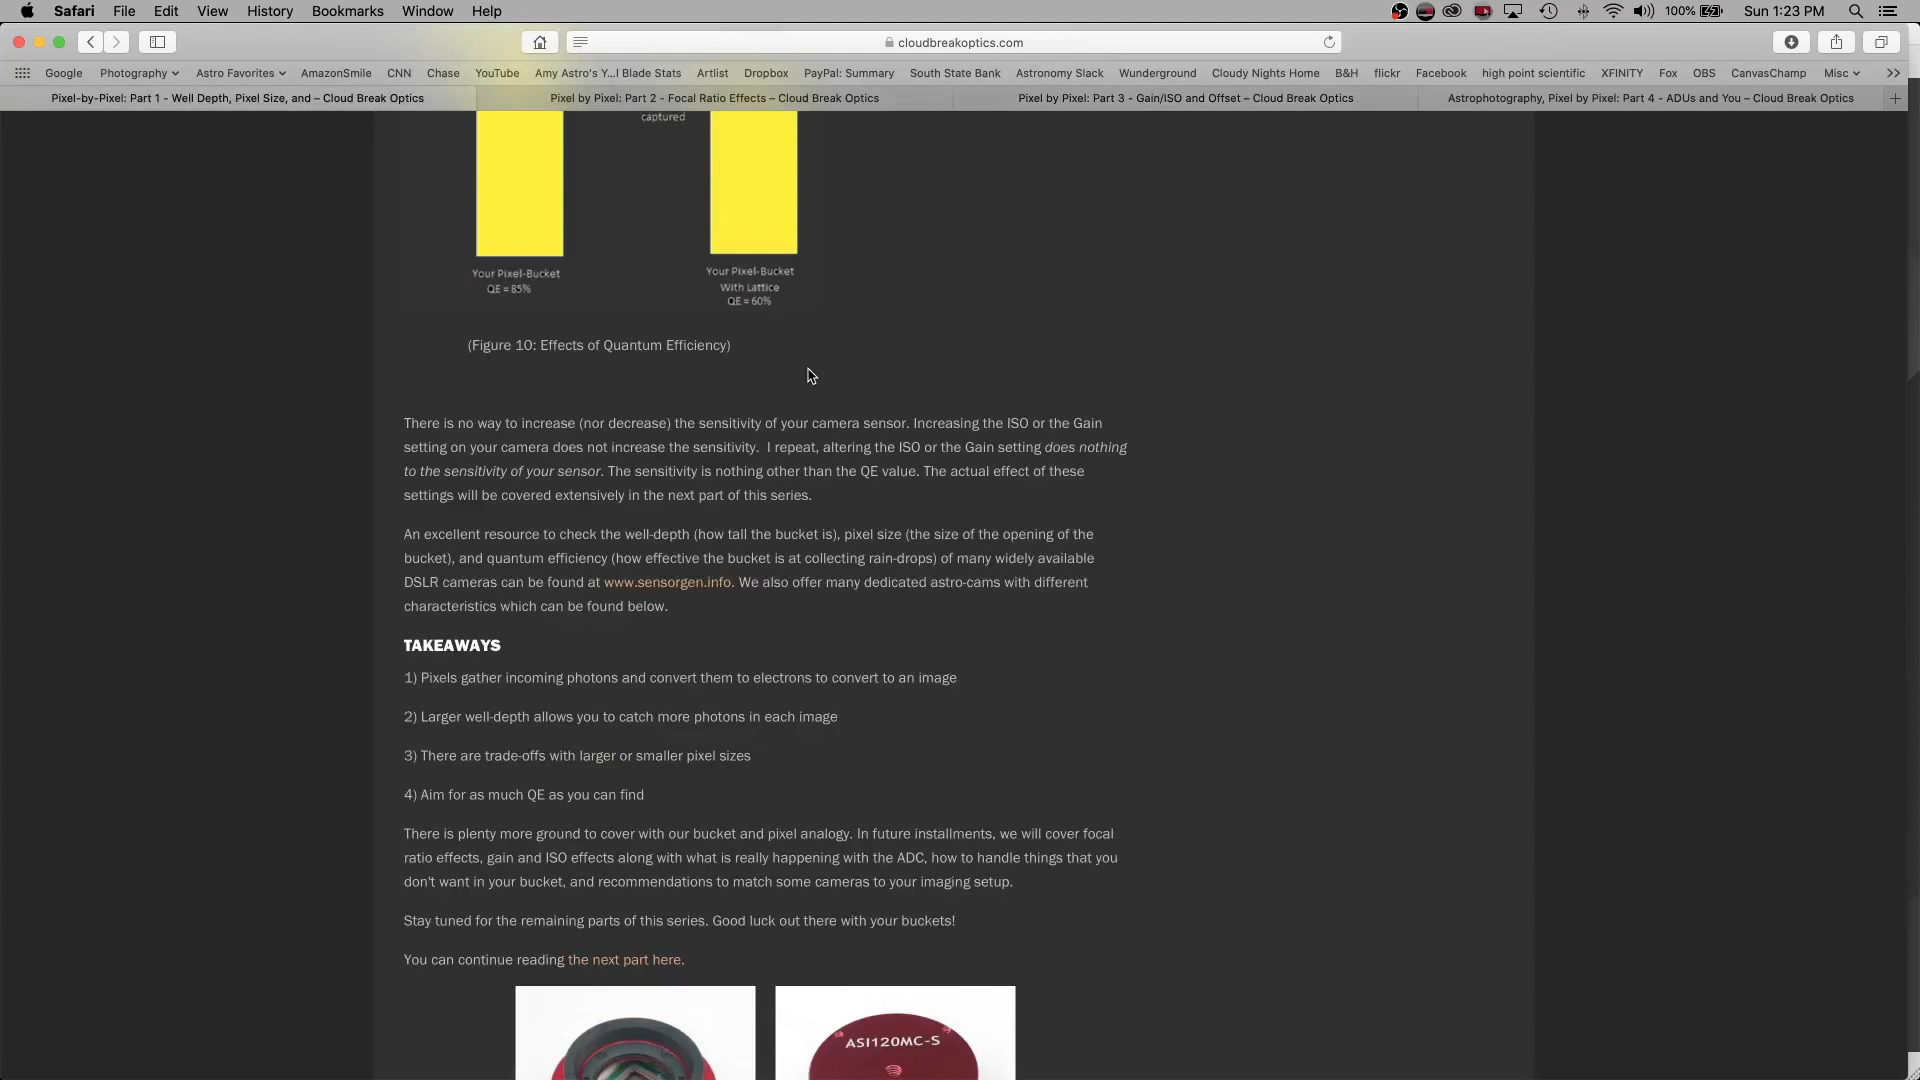 Safari File Edit View History Bookmarks Window Help 100% Sun 1:23 PM
cloudbreakoptics.com
Google Photography Astro Favorites AmazonSmile CNN Chase YouTube Amy Astro's Y...l Blade Stats Artlist Dropbox PayPal: Summary South State Bank Astronomy Slack Wunderground Cloudy Nights Home B&H flickr Facebook high point scientific XFINITY Fox OBS CanvasChamp Misc
Pixel-by-Pixel: Part 1 - Well Depth, Pixel Size, and – Cloud Break Optics Pixel by Pixel: Part 2 - Focal Ratio Effects – Cloud Break Optics Pixel by Pixel: Part 3 - Gain/ISO and Offset – Cloud Break Optics Astrophotography, Pixel by Pixel: Part 4 - ADUs and You – Cloud Break Optics
captured
Your Pixel-Bucket
QE = 85%
Your Pixel-Bucket
With Lattice
QE = 60%
(Figure 10: Effects of Quantum Efficiency)
There is no way to increase (nor decrease) the sensitivity of your camera sensor. Increasing the ISO or the Gain
setting on your camera does not increase the sensitivity. I repeat, altering the ISO or the Gain setting does nothing
to the sensitivity of your sensor. The sensitivity is nothing other than the QE value. The actual effect of these
settings will be covered extensively in the next part of this series.
An excellent resource to check the well-depth (how tall the bucket is), pixel size (the size of the opening of the
bucket), and quantum efficiency (how effective the bucket is at collecting rain-drops) of many widely available
DSLR cameras can be found at www.sensorgen.info. We also offer many dedicated astro-cams with different
characteristics which can be found below.
TAKEAWAYS
1) Pixels gather incoming photons and convert them to electrons to convert to an image
2) Larger well-depth allows you to catch more photons in each image
3) There are trade-offs with larger or smaller pixel sizes
4) Aim for as much QE as you can find
There is plenty more ground to cover with our bucket and pixel analogy. In future installments, we will cover focal
ratio effects, gain and ISO effects along with what is really happening with the ADC, how to handle things that you
don't want in your bucket, and recommendations to match some cameras to your imaging setup.
Stay tuned for the remaining parts of this series. Good luck out there with your buckets!
You can continue reading the next part here.
ASI120MC-S